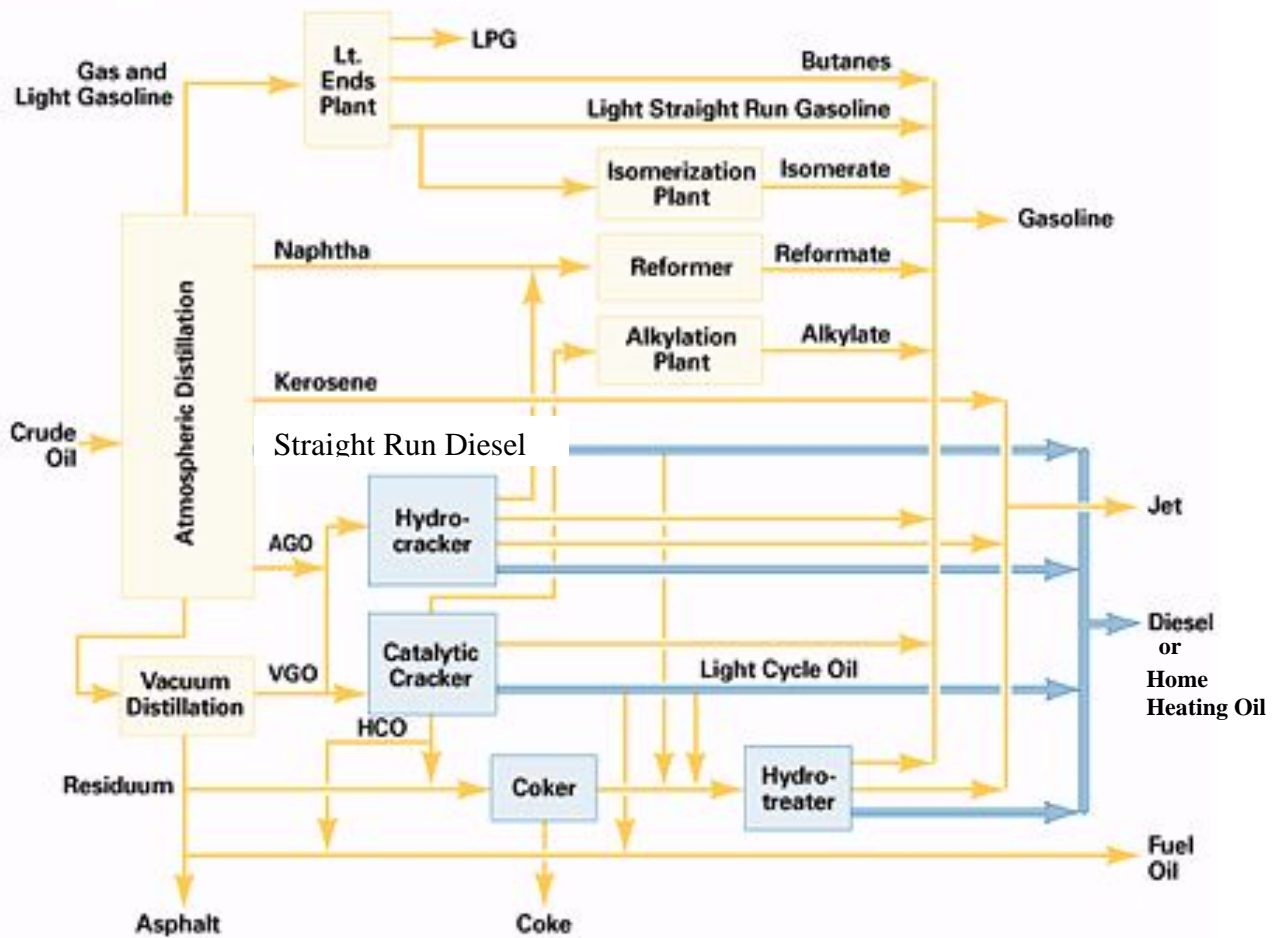 LPG
Lt.
Ends
Plant
Gas and
Light Gasoline
Butanes
Light Straight Run Gasoline
Isomerization
Plant
Isomerate
Gasoline
Naphtha
Reformer
Reformate
Alkylation
Plant
Alkylate
Atmospheric Distillation
Kerosene
Crude
Oil
Straight Run Diesel
Hydro-
cracker
AGO
Jet
Catalytic
Cracker
Diesel
or
Home
Heating Oil
VGO
Light Cycle Oil
Vacuum
Distillation
HCO
Residuum
Coker
Hydro-
treater
Fuel
Oil
Asphalt
Coke